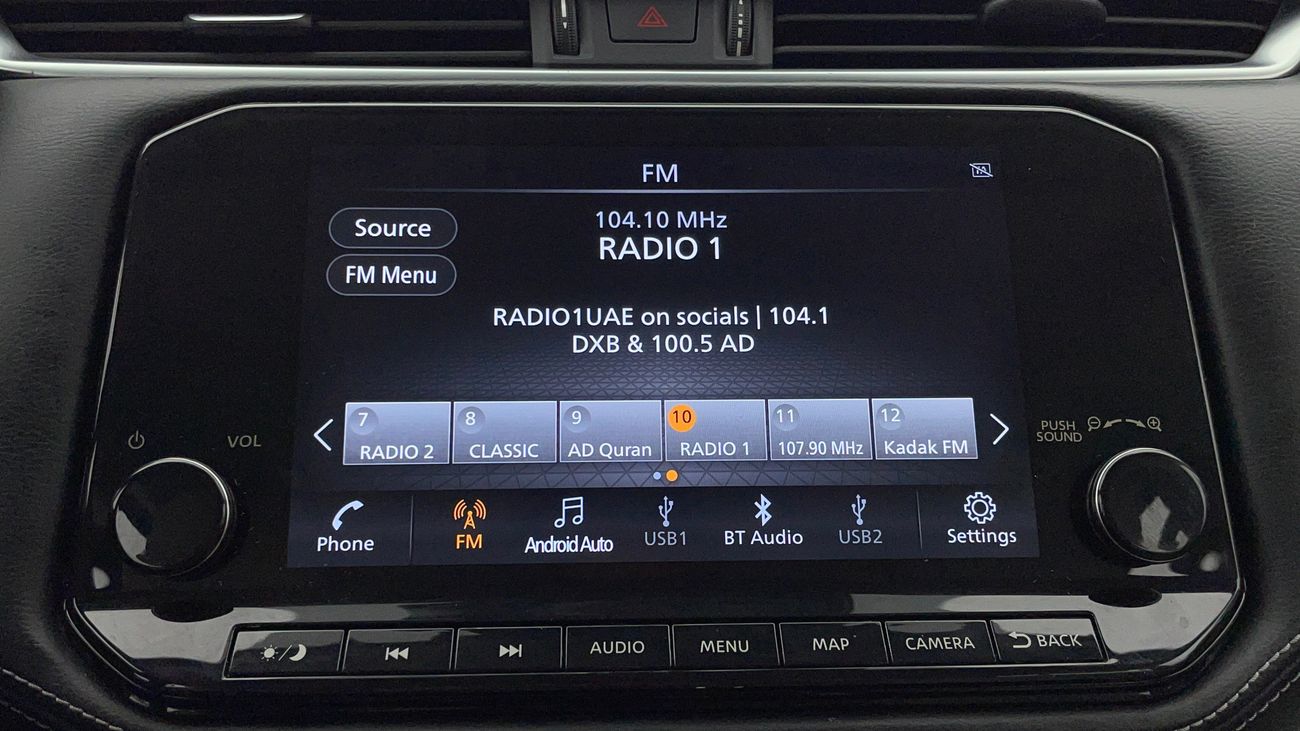 FM
104.10 MHz
RADIO 1
Source
FM Menu
RADIO1UAE on socials | 104.1
DXB & 100.5 AD
7
RADIO 2
8
CLASSIC
9
AD Quran
10
RADIO 1
11
107.90 MHz
12
Kadak FM
VOL
PUSH
SOUND
Phone
FM
Android Auto
USB1
BT Audio
USB2
Settings
AUDIO
MENU
MAP
CAMERA
BACK